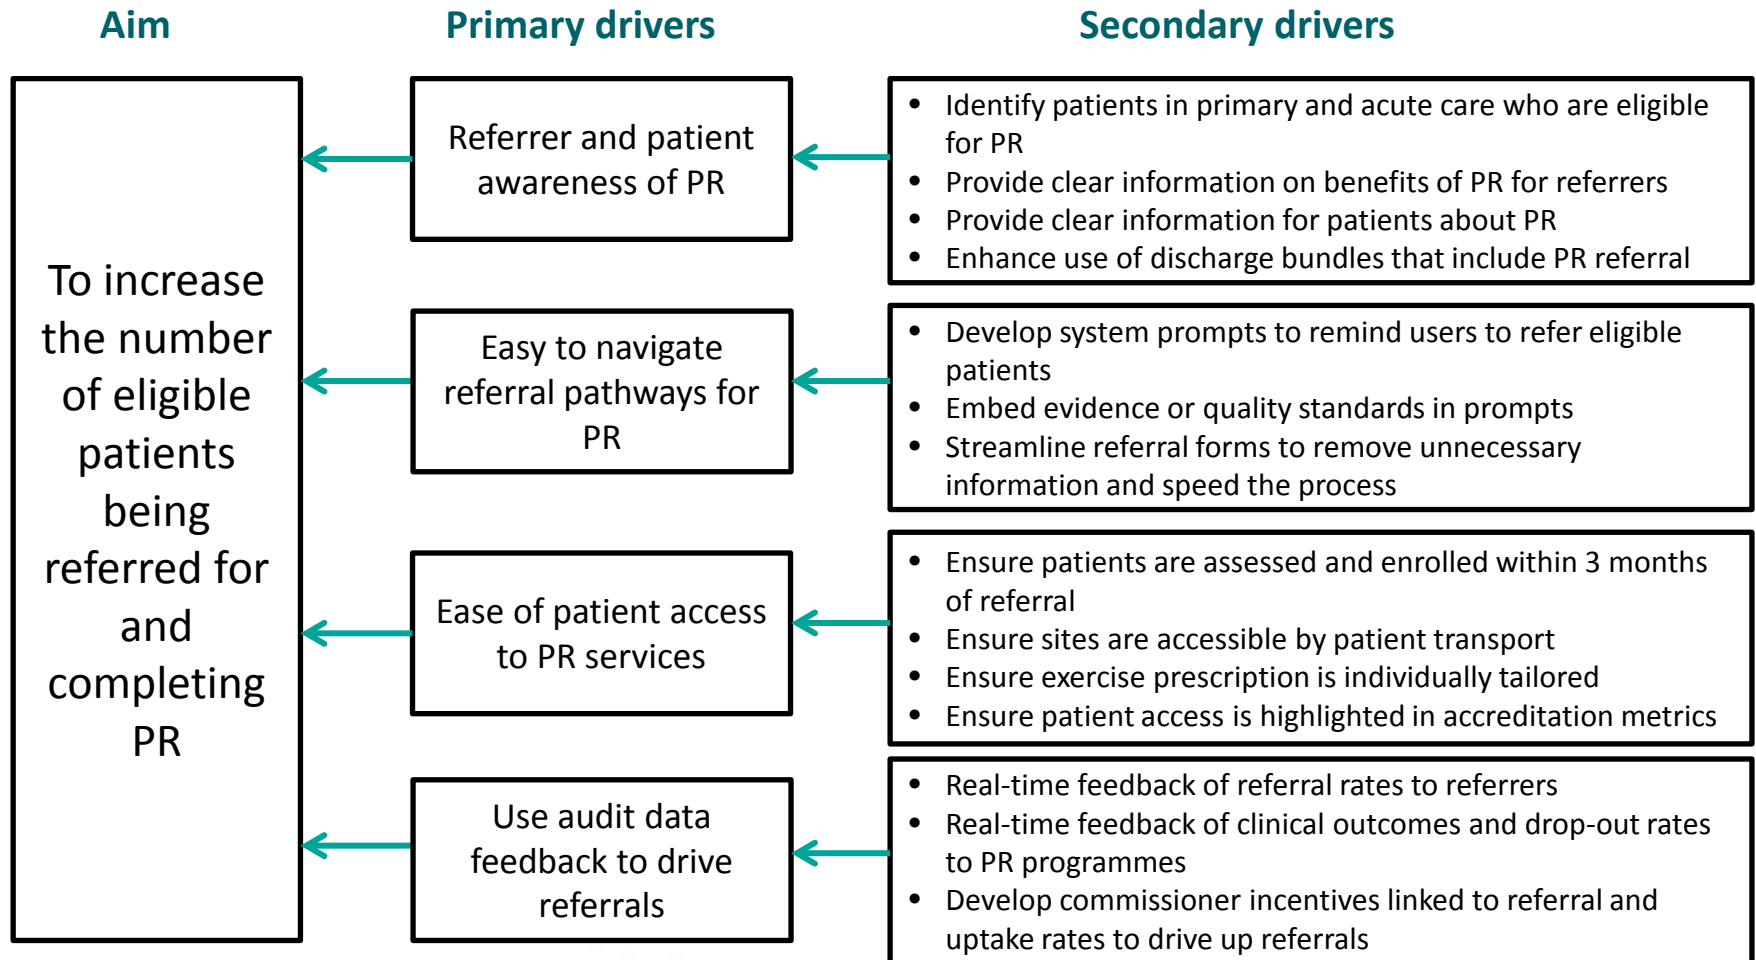 Aim
Primary drivers
Secondary drivers
To increase
the number
of eligible
patients
being
referred for
and
completing
PR
Referrer and patient
awareness of PR
• Identify patients in primary and acute care who are eligible
for PR
• Provide clear information on benefits of PR for referrers
• Provide clear information for patients about PR
• Enhance use of discharge bundles that include PR referral
Easy to navigate
referral pathways for
PR
• Develop system prompts to remind users to refer eligible
patients
• Embed evidence or quality standards in prompts
• Streamline referral forms to remove unnecessary
information and speed the process
Ease of patient access
to PR services
• Ensure patients are assessed and enrolled within 3 months
of referral
• Ensure sites are accessible by patient transport
• Ensure exercise prescription is individually tailored
• Ensure patient access is highlighted in accreditation metrics
Use audit data
feedback to drive
referrals
• Real-time feedback of referral rates to referrers
• Real-time feedback of clinical outcomes and drop-out rates
to PR programmes
• Develop commissioner incentives linked to referral and
uptake rates to drive up referrals